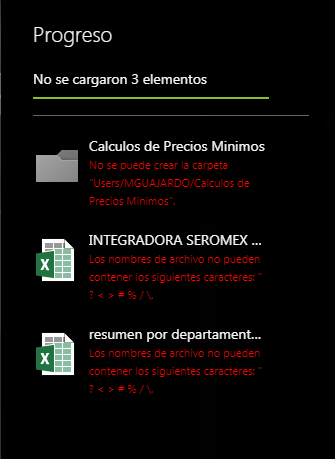 Progreso
No se cargaron 3 elementos
Calculos de Precios Minimos
No se puede crear la carpeta
"Users/MGUAJARDO/Calculos de
Precios Minimos".
INTEGRADORA SEROMEX ...
Los nombres de archivo no pueden
contener los siguientes caracteres: "
? < > # % / \.
resumen por departament...
Los nombres de archivo no pueden
contener los siguientes caracteres: "
? < > # % / \.